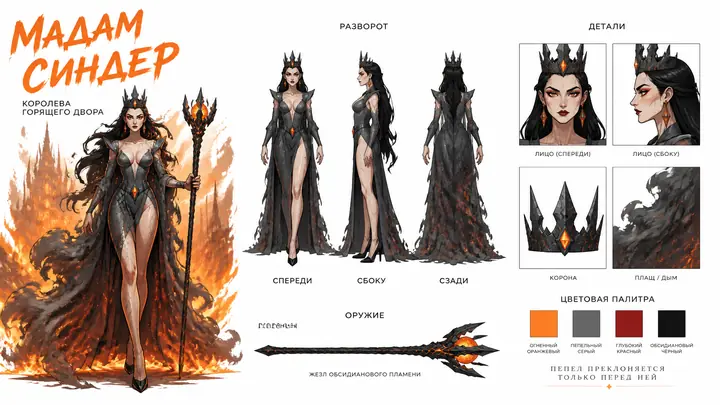 МАДАМ
СИНДЕР
КОРОЛЕВА
ГОРЯЩЕГО ДВОРА
РАЗВОРОТ
СПЕРЕДИ
СБОКУ
СЗАДИ
ОРУЖИЕ
ЖЕЗЛ ОБСИДИАНОВОГО ПЛАМЕНИ
ДЕТАЛИ
ЛИЦО (СПЕРЕДИ)
ЛИЦО (СБОКУ)
КОРОНА
ПЛАЩ / ДЫМ
ЦВЕТОВАЯ ПАЛИТРА
ОГНЕННЫЙ
ОРАНЖЕВЫЙ
ПЕПЕЛЬНЫЙ
СЕРЫЙ
ГЛУБОКИЙ
КРАСНЫЙ
ОБСИДИАНОВЫЙ
ЧЁРНЫЙ
ПЕПЕЛ ПРЕКЛОНЯЕТСЯ
ТОЛЬКО ПЕРЕД НЕЙ